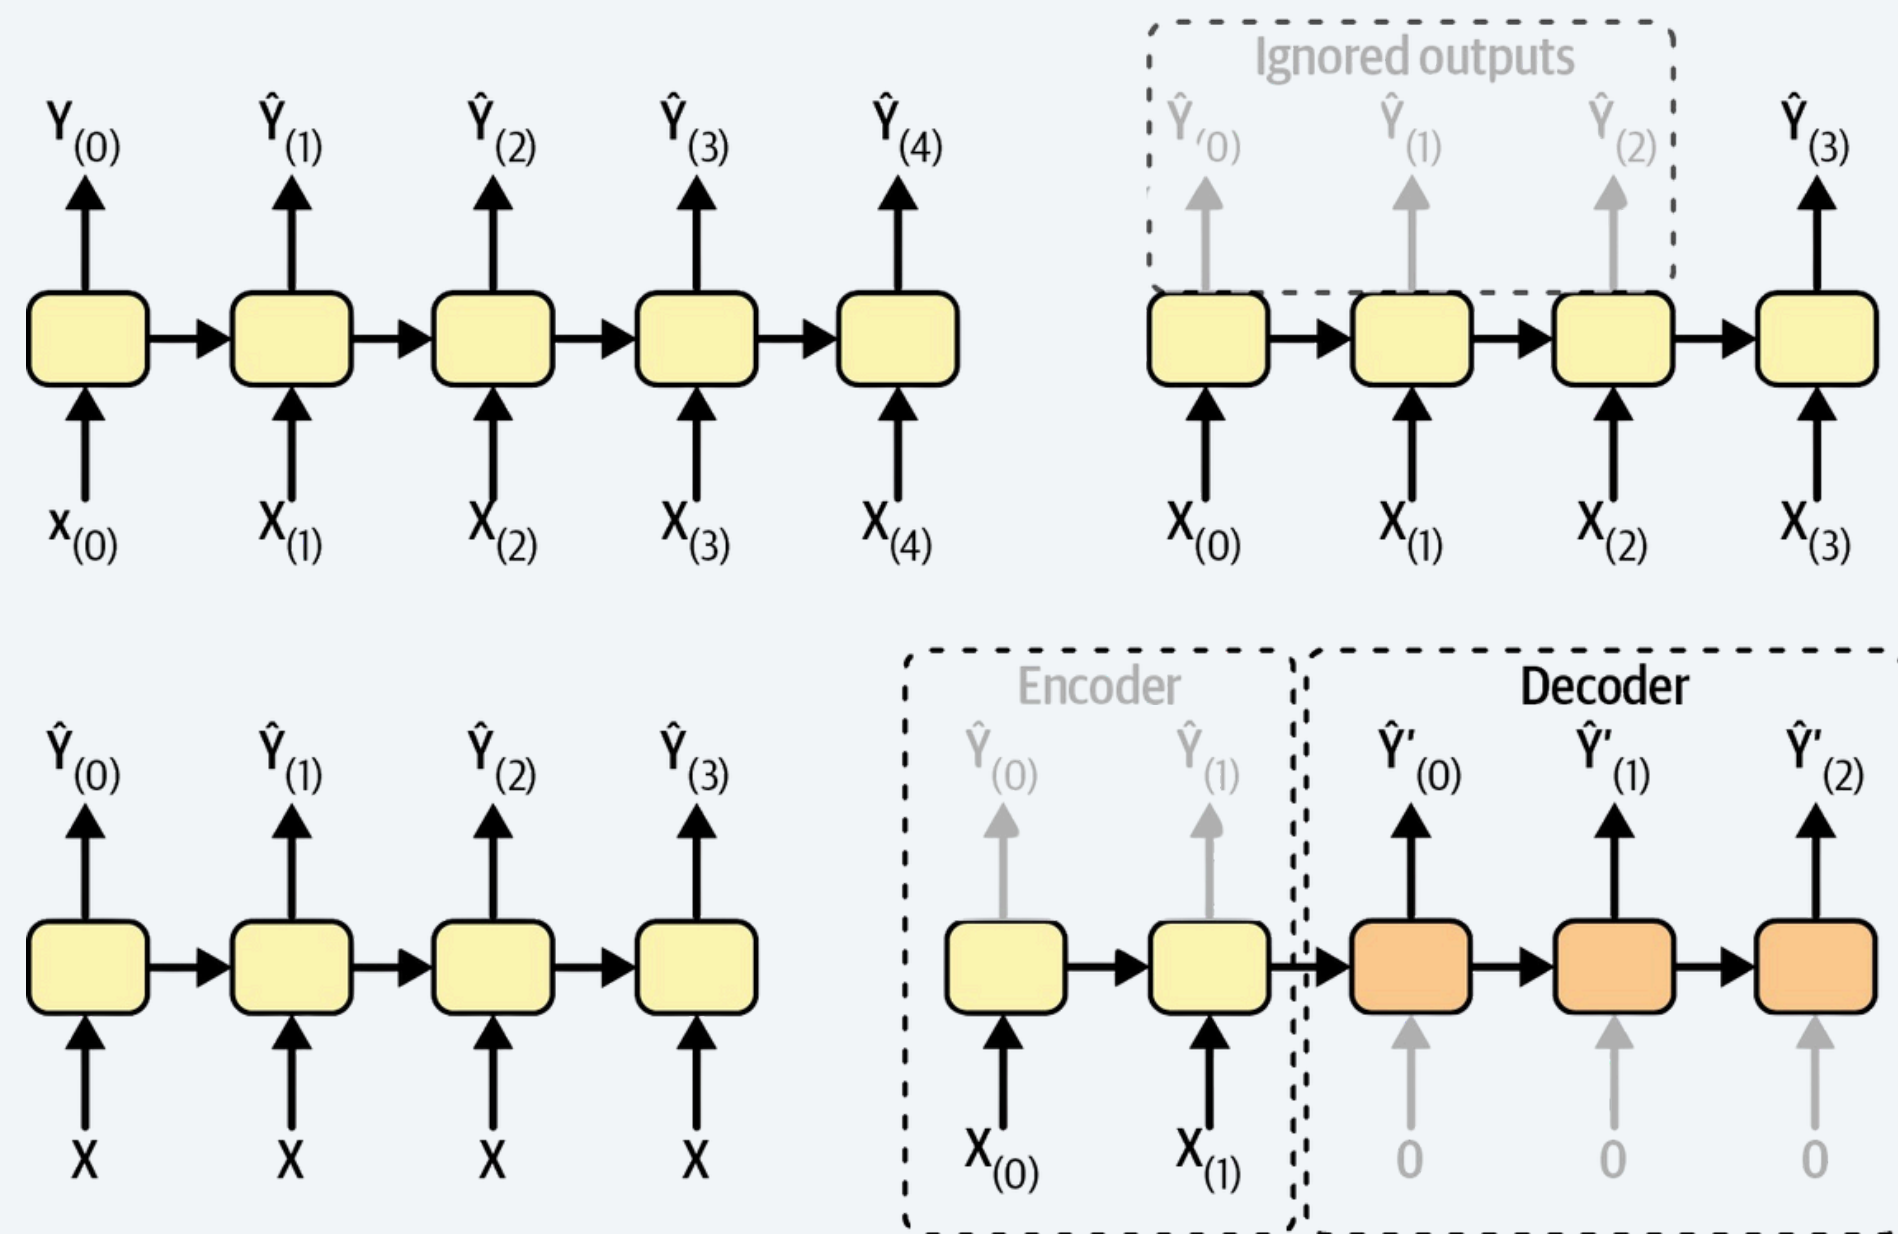 Ignored outputs
Y(0) Ŷ(1) Ŷ(2) Ŷ(3) Ŷ(4)
Ŷ(0) Ŷ(1) Ŷ(2) Ŷ(3)
x(0) X(1) X(2) X(3) X(4)
X(0) X(1) X(2) X(3)
Encoder
Decoder
Ŷ(0) Ŷ(1) Ŷ(2) Ŷ(3)
Ŷ(0) Ŷ(1)
Ŷ'(0) Ŷ'(1) Ŷ'(2)
X X X X
X(0) X(1)
0 0 0